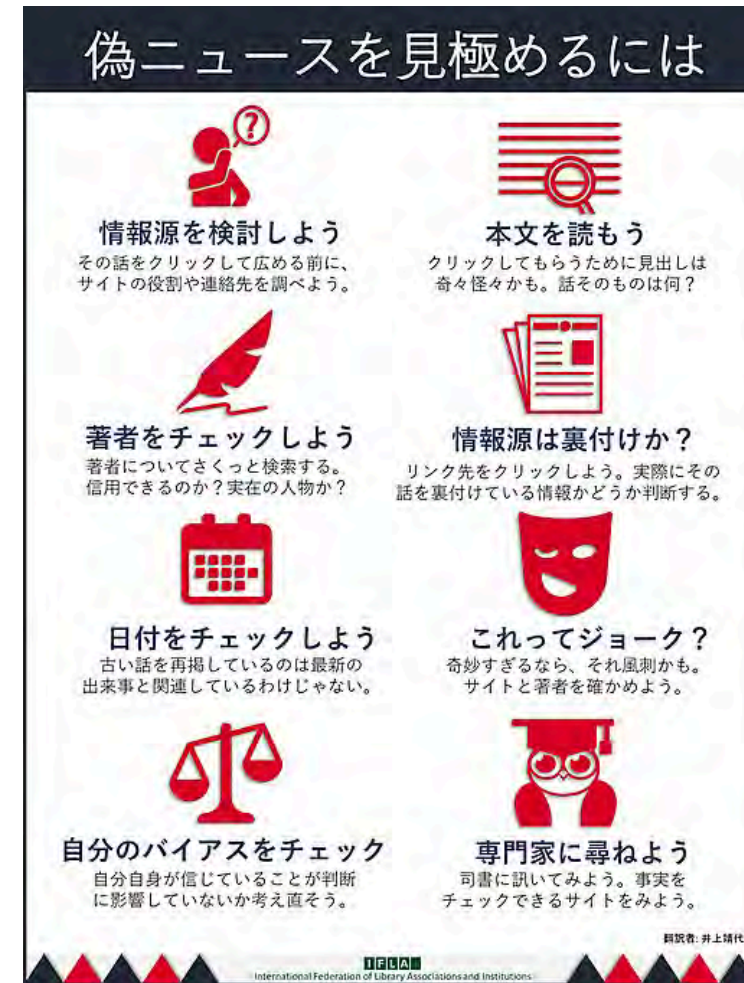 偽ニュースを見極めるには
情報源を検討しよう
その話をクリックして広める前に、
サイトの役割や連絡先を調べよう。
本文を読もう
クリックしてもらうために見出しは
奇々怪々かも。話そのものは何？
著者をチェックしよう
著者についてさくっと検索する。
信用できるのか？実在の人物か？
情報源は裏付けか？
リンク先をクリックしよう。実際にその
話を裏付けている情報かどうか判断する。
日付をチェックしよう
古い話を再掲しているのは最新の
出来事と関連しているわけじゃない。
これってジョーク？
奇妙すぎるなら、それ風刺かも。
サイトと著者を確かめよう。
自分のバイアスをチェック
自分自身が信じていることが判断
に影響していないか考え直そう。
専門家に尋ねよう
司書に訊いてみよう。事実を
チェックできるサイトをみよう。
翻訳者: 井上靖代
IFLA
International Federation of Library Associations and Institutions